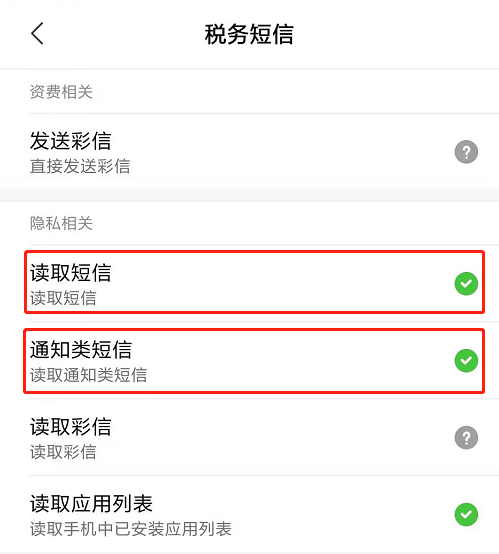 税务短信
资费相关
发送彩信
直接发送彩信
隐私相关
读取短信
读取短信
通知类短信
读取通知类短信
读取彩信
读取彩信
读取应用列表
读取手机中已安装应用列表